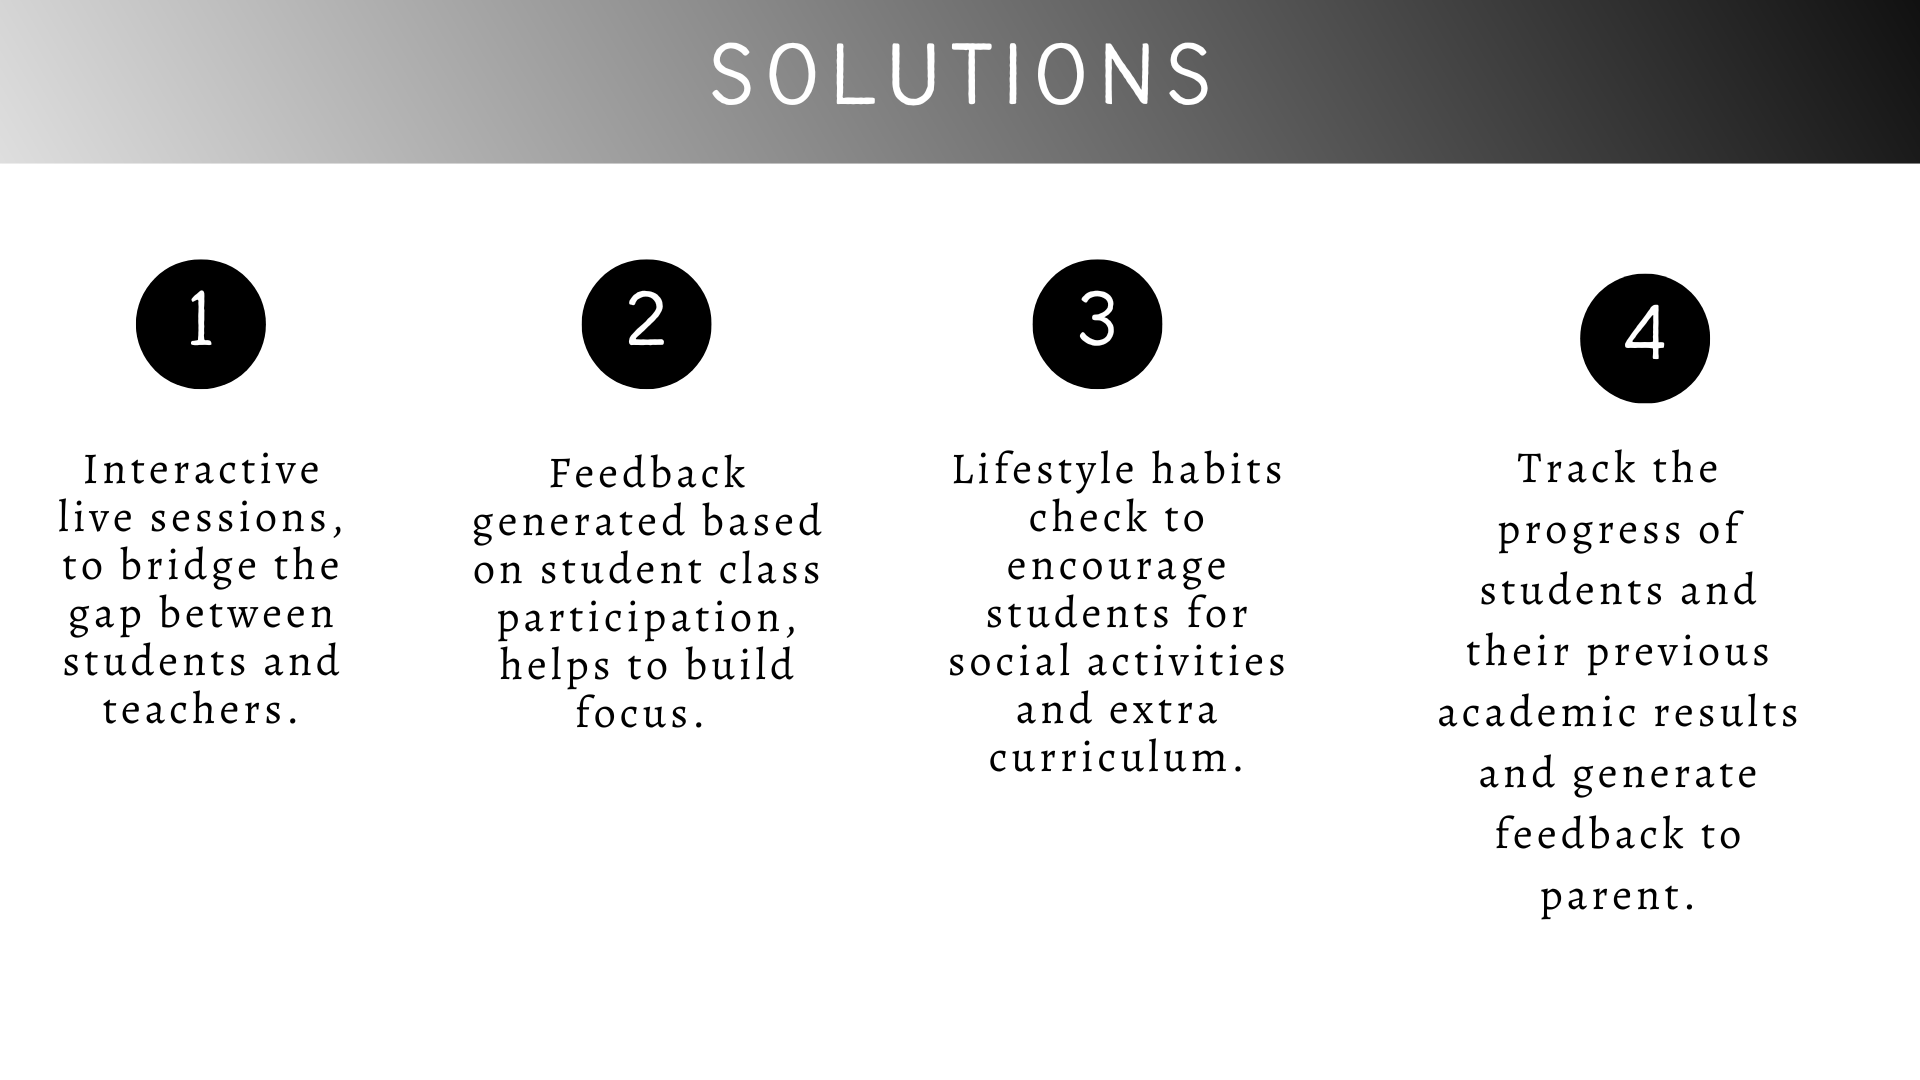 SOLUTIONS
1
Interactive
live sessions,
to bridge the
gap between
students and
teachers.
2
Feedback
generated based
on student class
participation,
helps to build
focus.
3
Lifestyle habits
check to
encourage
students for
social activities
and extra
curriculum.
4
Track the
progress of
students and
their previous
academic results
and generate
feedback to
parent.